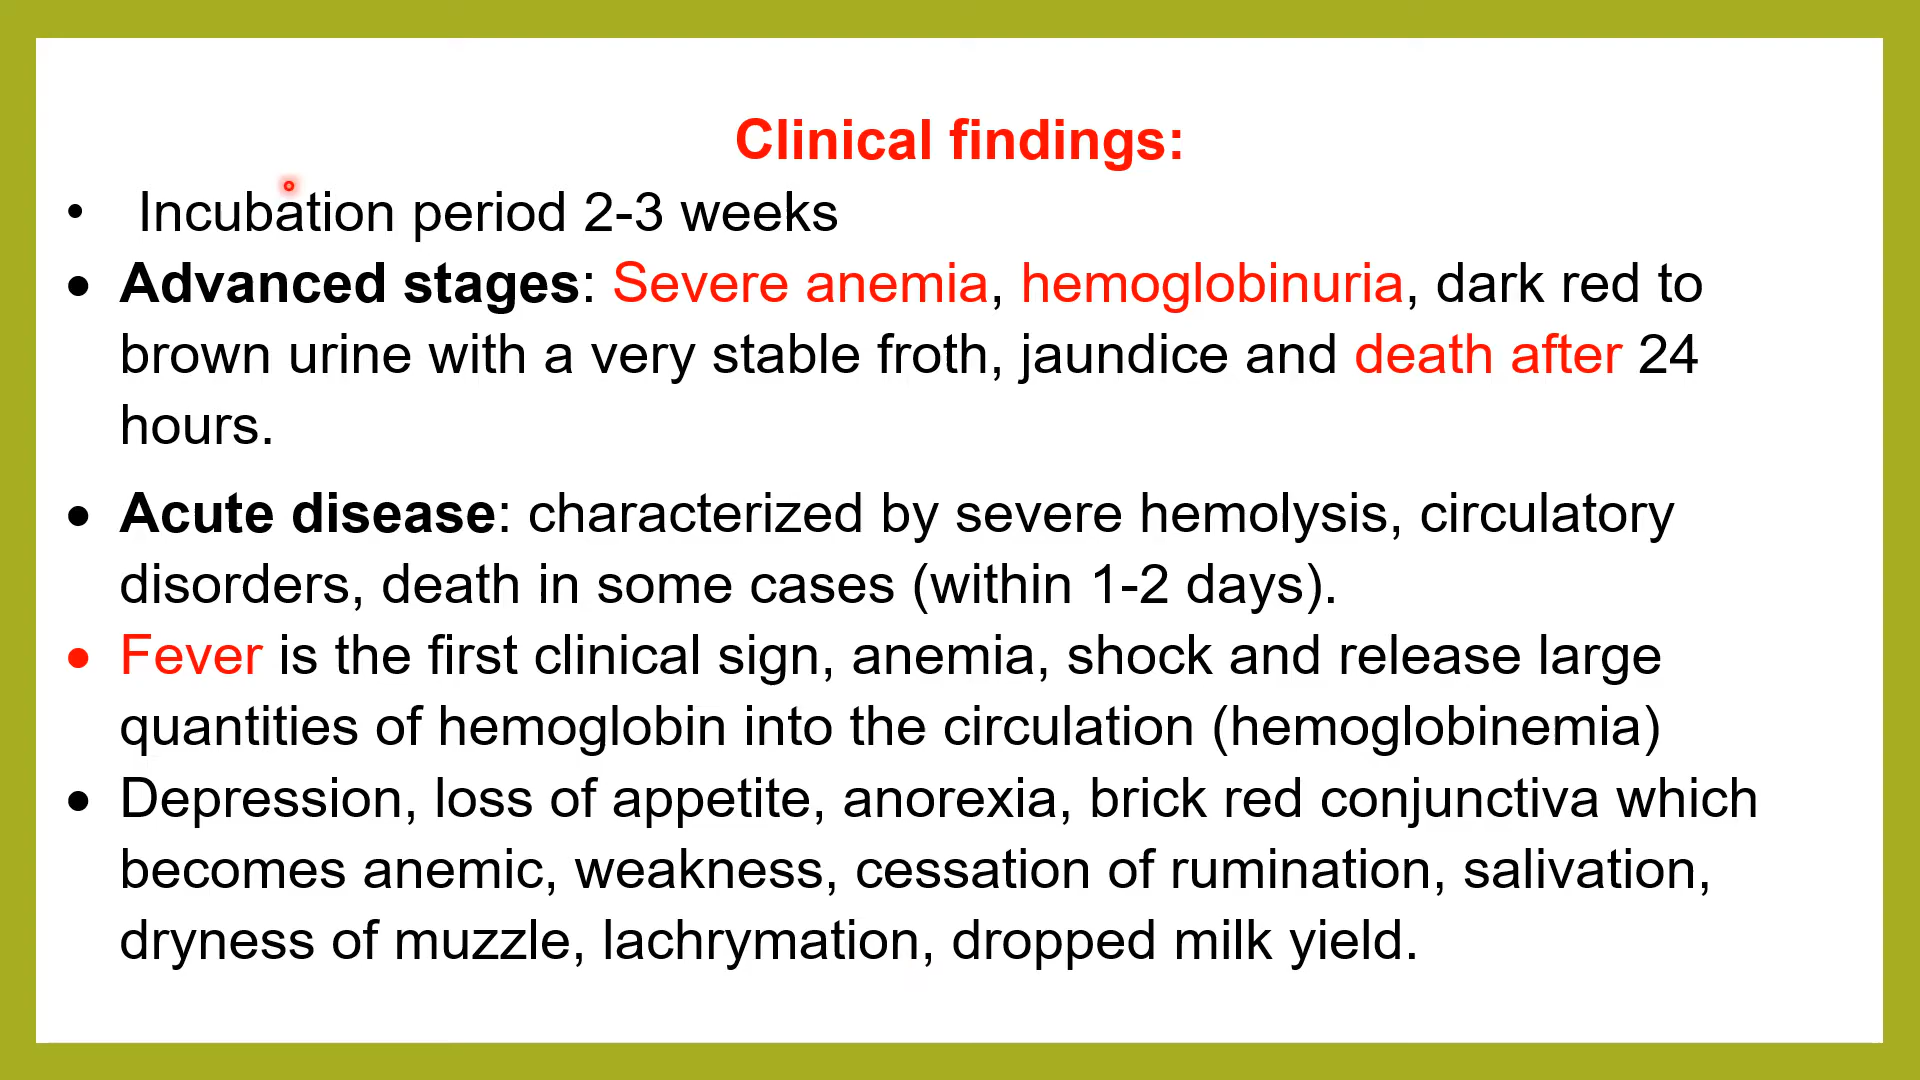 Clinical findings:
• Incubation period 2-3 weeks
• Advanced stages: Severe anemia, hemoglobinuria, dark red to
brown urine with a very stable froth, jaundice and death after 24
hours.
• Acute disease: characterized by severe hemolysis, circulatory
disorders, death in some cases (within 1-2 days).
• Fever is the first clinical sign, anemia, shock and release large
quantities of hemoglobin into the circulation (hemoglobinemia)
• Depression, loss of appetite, anorexia, brick red conjunctiva which
becomes anemic, weakness, cessation of rumination, salivation,
dryness of muzzle, lachrymation, dropped milk yield.